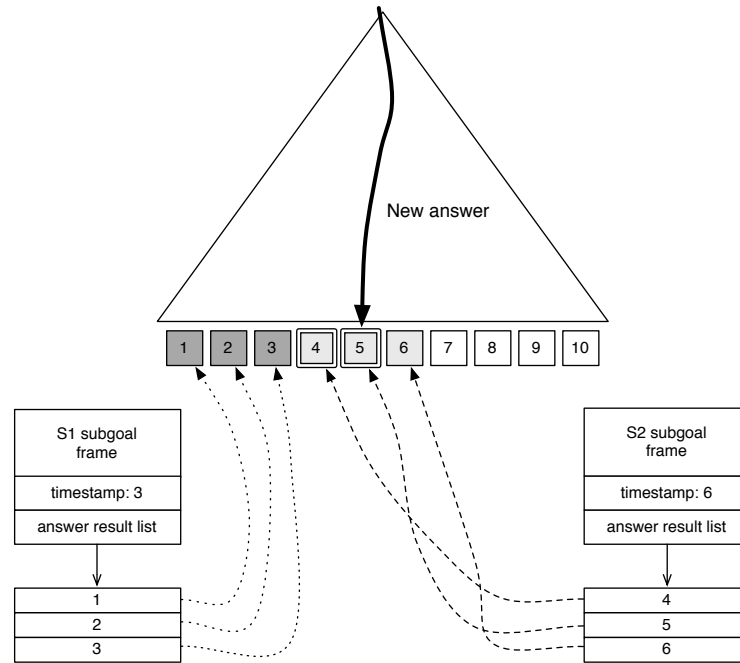 New answer
1 2 3 4 5 6 7 8 9 10
S1 subgoal
frame
timestamp: 3
answer result list
1
2
3
S2 subgoal
frame
timestamp: 6
answer result list
4
5
6